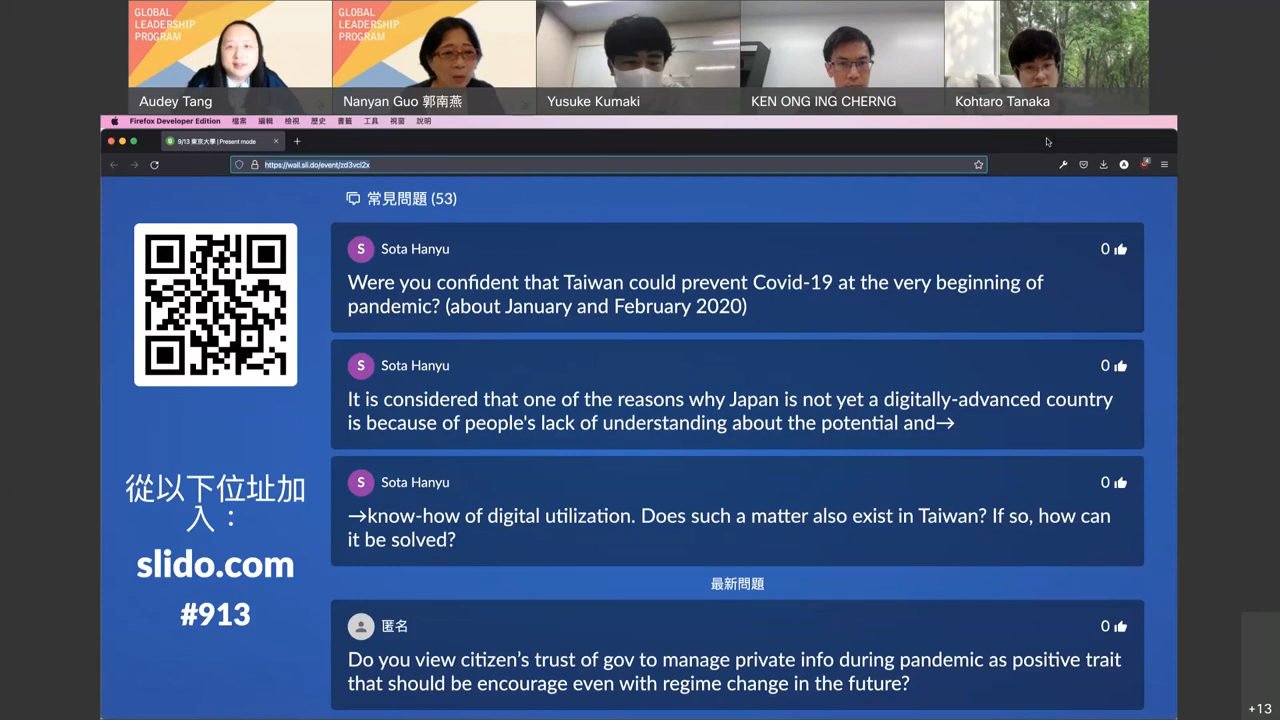 GLOBAL
LEADERSHIP
PROGRAM
GLOBAL
LEADERSHIP
PROGRAM
Audey Tang
Nanyan Guo 郭南燕
Yusuke Kumaki
KEN ONG ING CHERNG
Kohtaro Tanaka
Firefox Developer Edition 檔案 編輯 檢視 歷史 書籤 工具 視窗 說明
9/13 東京大學 | Present mode
https://wall.sli.do/event/zd3vcl2x
常見問題 (53)
S Sota Hanyu 0
Were you confident that Taiwan could prevent Covid-19 at the very beginning of
pandemic? (about January and February 2020)
S Sota Hanyu 0
It is considered that one of the reasons why Japan is not yet a digitally-advanced country
is because of people's lack of understanding about the potential and→
S Sota Hanyu 0
→know-how of digital utilization. Does such a matter also exist in Taiwan? If so, how can
it be solved?
最新問題
匿名 0
Do you view citizen’s trust of gov to manage private info during pandemic as positive trait
that should be encourage even with regime change in the future?
從以下位址加
入：
slido.com
#913
+13